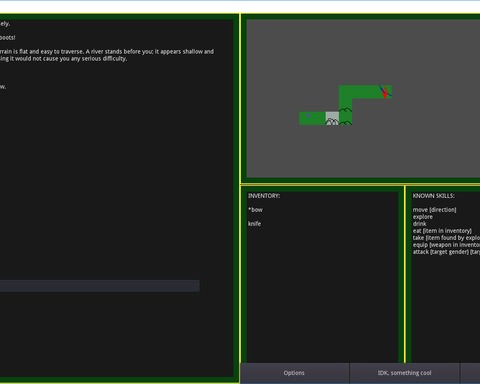 ely.
boots!
rrain is flat and easy to traverse. A river stands before you; it appears shallow and
sing it would not cause you any serious difficulty.
w.
INVENTORY:
*bow
knife
KNOWN SKILLS:
move [direction]
explore
drink
eat [item in inventory]
take [item found by explo
equip [weapon in invento
attack [target gender] [targ
Options
IDK, something cool